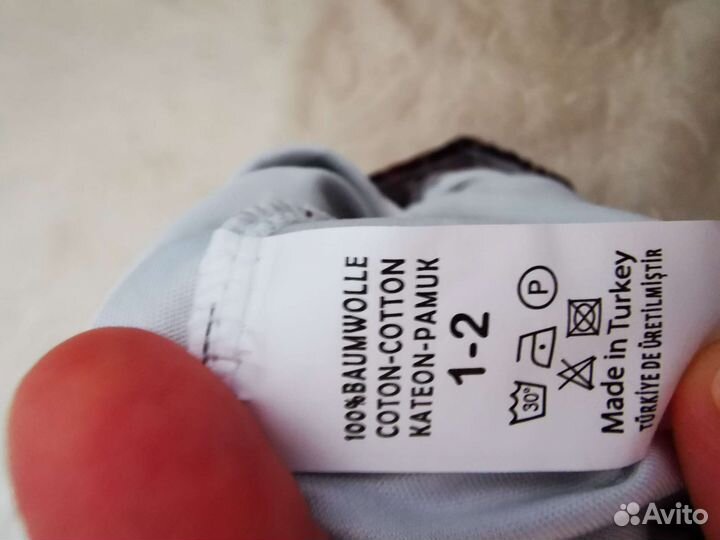 100%BAUMWOLLE
COTON-COTTON
KATEON-PAMUK
1-2
P
30°
Made in Turkey
TÜRKİYE DE ÜRETİLMİŞTİR
Avito